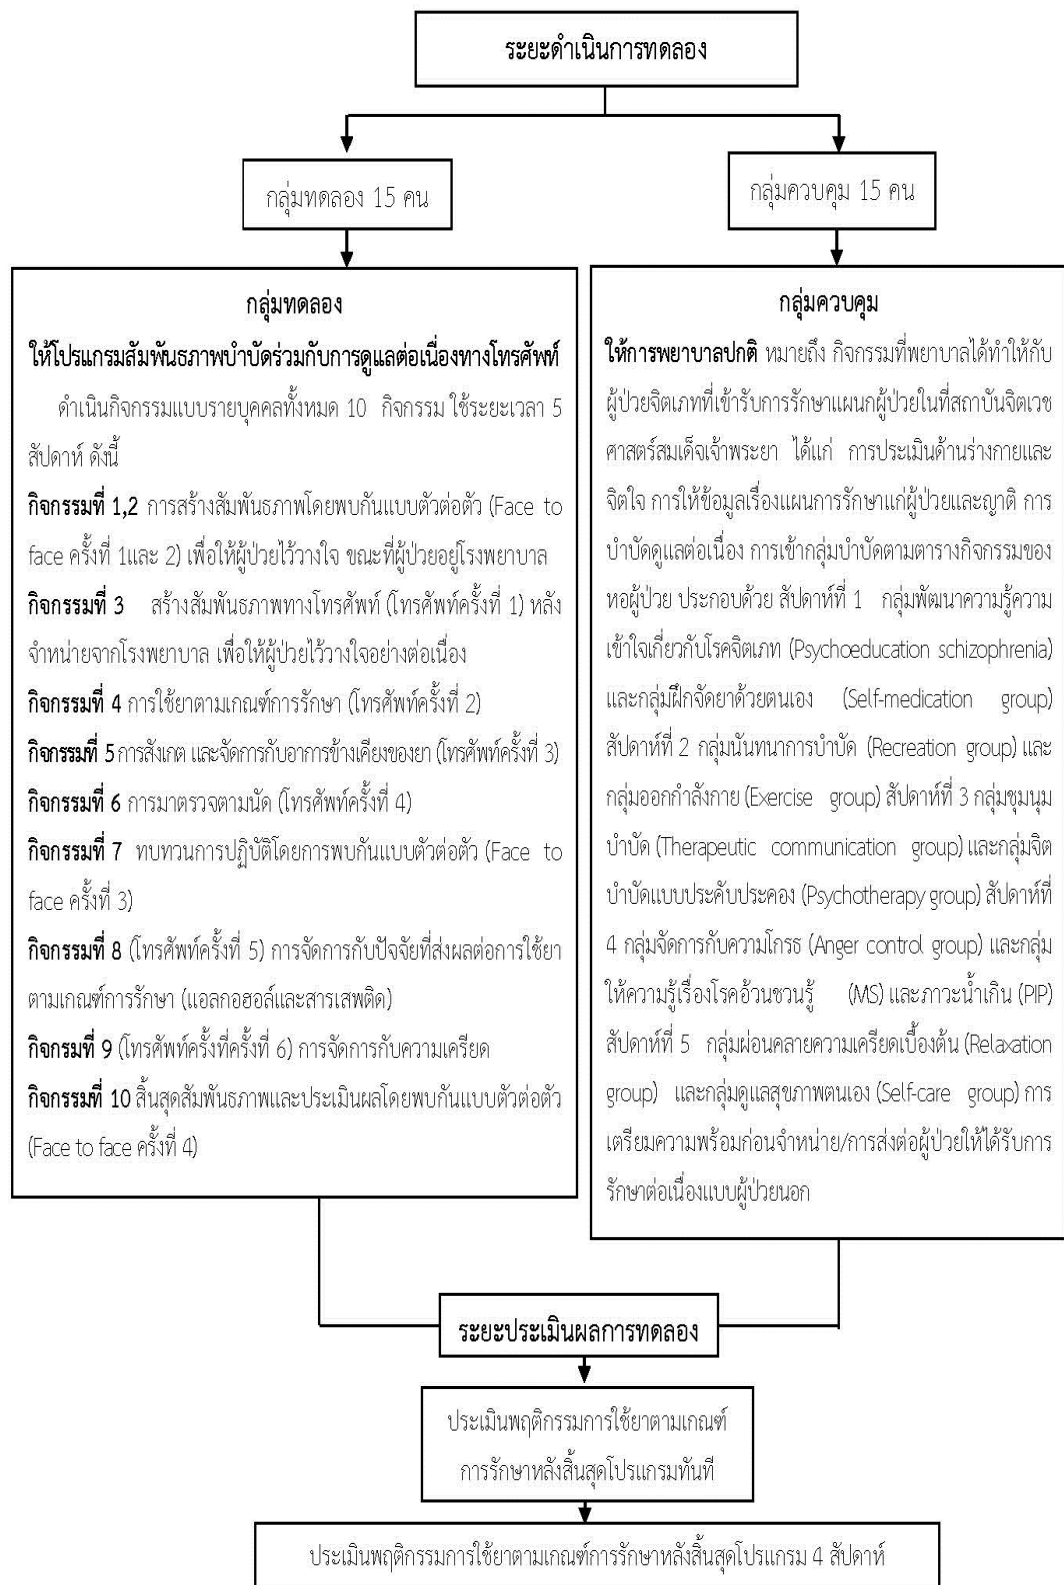 ระยะดำเนินการทดลอง
กลุ่มทดลอง 15 คน
กลุ่มควบคุม 15 คน
กลุ่มทดลอง
ให้โปรแกรมสัมพันธภาพบำบัดร่วมกับการดูแลต่อเนื่องทางโทรศัพท์
ดำเนินกิจกรรมแบบรายบุคคลทั้งหมด 10 กิจกรรม ใช้ระยะเวลา 5
สัปดาห์ ดังนี้
กิจกรรมที่ 1,2 การสร้างสัมพันธภาพโดยพบกันแบบตัวต่อตัว (Face to
face ครั้งที่ 1และ 2) เพื่อให้ผู้ป่วยไว้วางใจ ขณะที่ผู้ป่วยอยู่โรงพยาบาล
กิจกรรมที่ 3 สร้างสัมพันธภาพทางโทรศัพท์ (โทรศัพท์ครั้งที่ 1) หลัง
จำหน่ายจากโรงพยาบาล เพื่อให้ผู้ป่วยไว้วางใจอย่างต่อเนื่อง
กิจกรรมที่ 4 การใช้ยาตามเกณฑ์การรักษา (โทรศัพท์ครั้งที่ 2)
กิจกรรมที่ 5 การสังเกต และจัดการกับอาการข้างเคียงของยา (โทรศัพท์ครั้งที่ 3)
กิจกรรมที่ 6 การมาตรวจตามนัด (โทรศัพท์ครั้งที่ 4)
กิจกรรมที่ 7 ทบทวนการปฏิบัติโดยการพบกันแบบตัวต่อตัว (Face to
face ครั้งที่ 3)
กิจกรรมที่ 8 (โทรศัพท์ครั้งที่ 5) การจัดการกับปัจจัยที่ส่งผลต่อการใช้ยา
ตามเกณฑ์การรักษา (แอลกอฮอล์และสารเสพติด)
กิจกรมที่ 9 (โทรศัพท์ครั้งที่ครั้งที่ 6) การจัดการกับความเครียด
กิจกรรมที่ 10 สิ้นสุดสัมพันธภาพและประเมินผลโดยพบกันแบบตัวต่อตัว
(Face to face ครั้งที่ 4)
กลุ่มควบคุม
ให้การพยาบาลปกติ หมายถึง กิจกรรมที่พยาบาลได้ทำให้กับ
ผู้ป่วยจิตเภทที่เข้ารับการรักษาแผนกผู้ป่วยในที่สถาบันจิตเวช
ศาสตร์สมเด็จเจ้าพระยา ได้แก่ การประเมินด้านร่างกายและ
จิตใจ การให้ข้อมูลเรื่องแผนการรักษาแก่ผู้ป่วยและญาติ การ
บำบัดดูแลต่อเนื่อง การเข้ากลุ่มบำบัดตามตารางกิจกรรมของ
หอผู้ป่วย ประกอบด้วย สัปดาห์ที่ 1 กลุ่มพัฒนาความรู้ความ
เข้าใจเกี่ยวกับโรคจิตเภท (Psychoeducation schizophrenia)
และกลุ่มฝึกจัดยาด้วยตนเอง (Self-medication group)
สัปดาห์ที่ 2 กลุ่มนันทนาการบำบัด (Recreation group) และ
กลุ่มออกกำลังกาย (Exercise group) สัปดาห์ที่ 3 กลุ่มชุมนุม
บำบัด (Therapeutic communication group) และกลุ่มจิต
บำบัดแบบประคับประคอง (Psychotherapy group) สัปดาห์ที่
4 กลุ่มจัดการกับความโกรธ (Anger control group) และกลุ่ม
ให้ความรู้เรื่องโรคอ้วนชวนรู้ (MS) และภาวะน้ำเกิน (PIP)
สัปดาห์ที่ 5 กลุ่มผ่อนคลายความเครียดเบื้องต้น (Relaxation
group) และกลุ่มดูแลสุขภาพตนเอง (Self-care group) การ
เตรียมความพร้อมก่อนจำหน่าย/การส่งต่อผู้ป่วยให้ได้รับการ
รักษาต่อเนื่องแบบผู้ป่วยนอก
ระยะประเมินผลการทดลอง
ประเมินพฤติกรรมการใช้ยาตามเกณฑ์
การรักษาหลังสิ้นสุดโปรแกรมทันที
ประเมินพฤติกรรมการใช้ยาตามเกณฑ์การรักษาหลังสิ้นสุดโปรแกรม 4 สัปดาห์